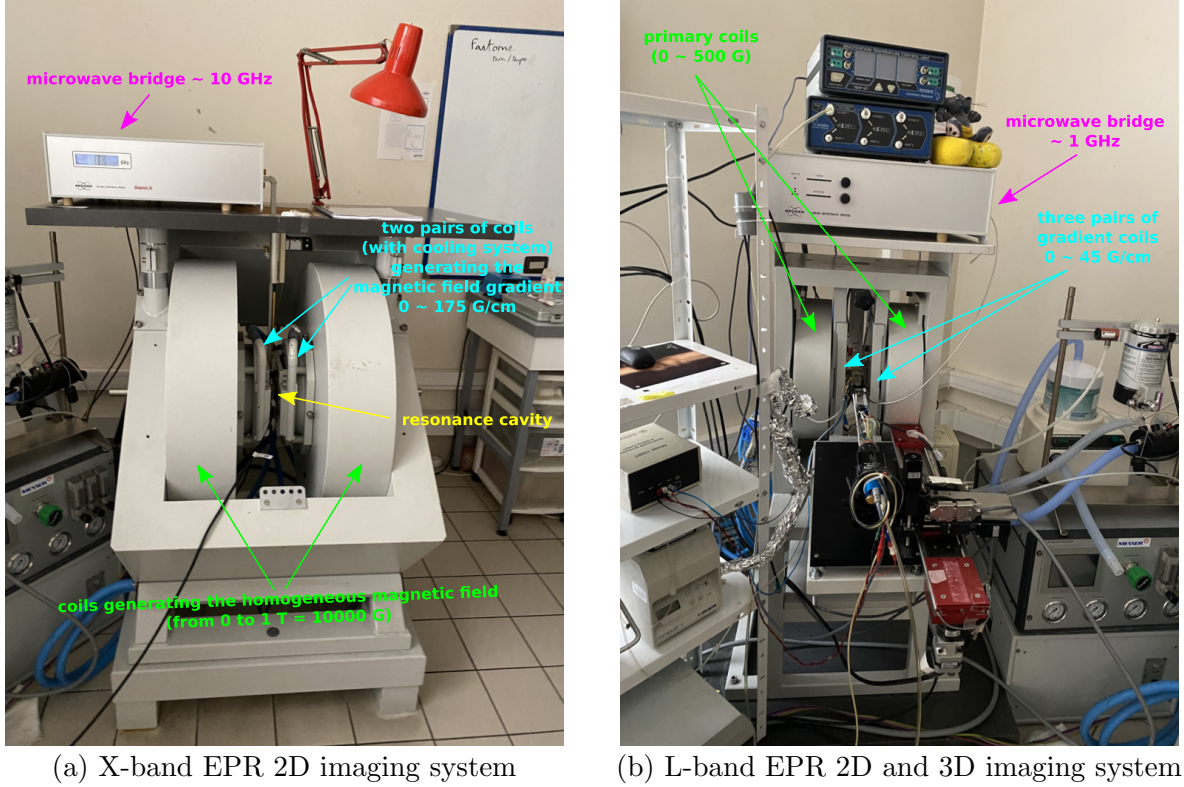 microwave bridge ~ 10 GHz
Fantome
two pairs of coils
(with cooling system)
generating the
magnetic field gradient
0 ~ 175 G/cm
resonance cavity
MESSER
coils generating the homogeneous magnetic field
(from 0 to 1 T = 10000 G)
(a) X-band EPR 2D imaging system
primary coils
(0 ~ 500 G)
microwave bridge
~ 1 GHz
BRUKER
three pairs of
gradient coils
0 ~ 45 G/cm
MESSER
(b) L-band EPR 2D and 3D imaging system